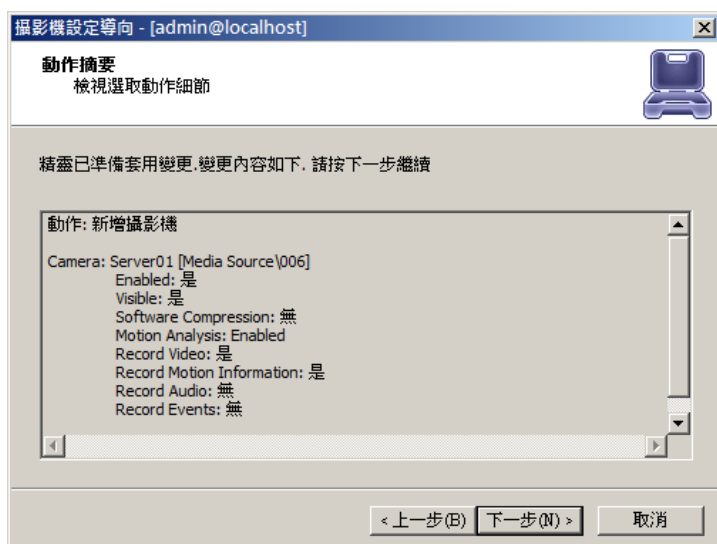 攝影機設定導向 - [admin@localhost]
動作摘要
檢視選取動作細節
精靈已準備套用變更.變更內容如下. 請按下一步繼續
動作: 新增攝影機
Camera: Server01 [Media Source\006]
Enabled: 是
Visible: 是
Software Compression: 無
Motion Analysis: Enabled
Record Video: 是
Record Motion Information: 是
Record Audio: 無
Record Events: 無
< 上一步(B) 下一步(N) > 取消